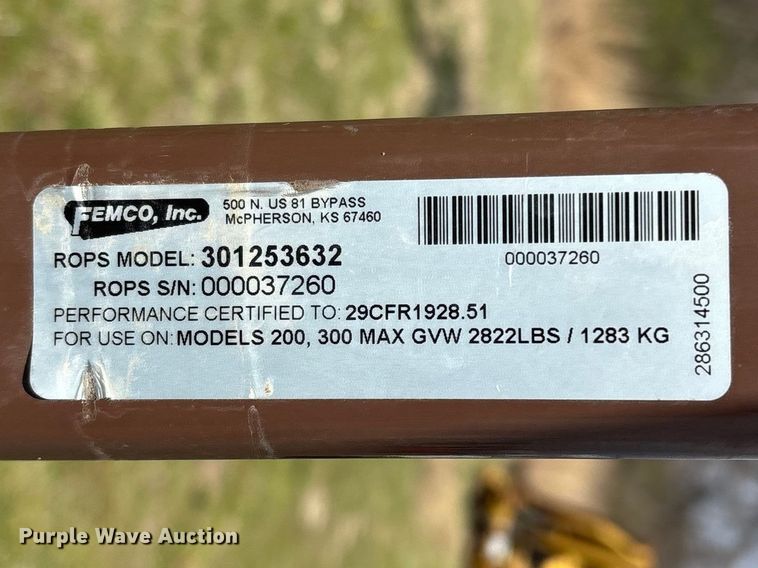 FEMCO, Inc.
500 N. US 81 BYPASS
McPHERSON, KS 67460
000037260
ROPS MODEL: 301253632
ROPS S/N: 000037260
PERFORMANCE CERTIFIED TO: 29CFR1928.51
FOR USE ON: MODELS 200, 300 MAX GVW 2822LBS / 1283 KG
286314500
Purple Wave Auction